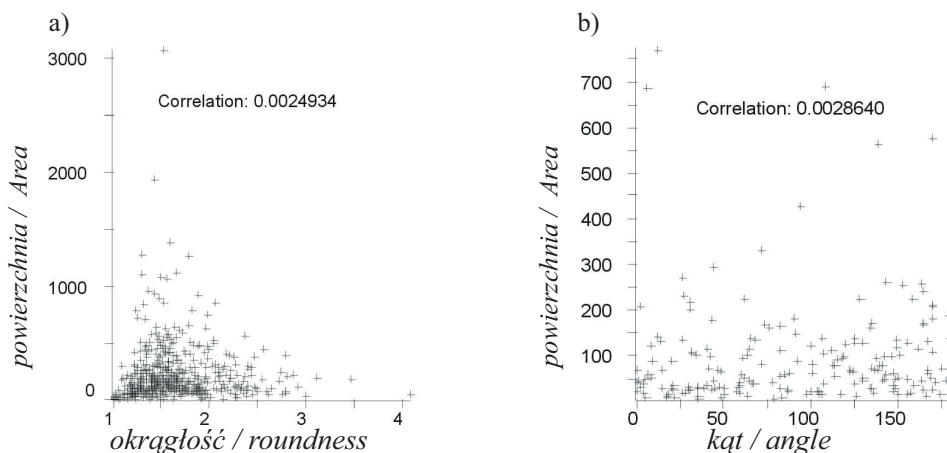 a)
3000
Correlation: 0.0024934
2000
1000
0
1
2
3
4
powierzchnia / Area
okrągłość / roundness
b)
700
Correlation: 0.0028640
600
500
400
300
200
100
0
50
100
150
powierzchnia / Area
kąt / angle